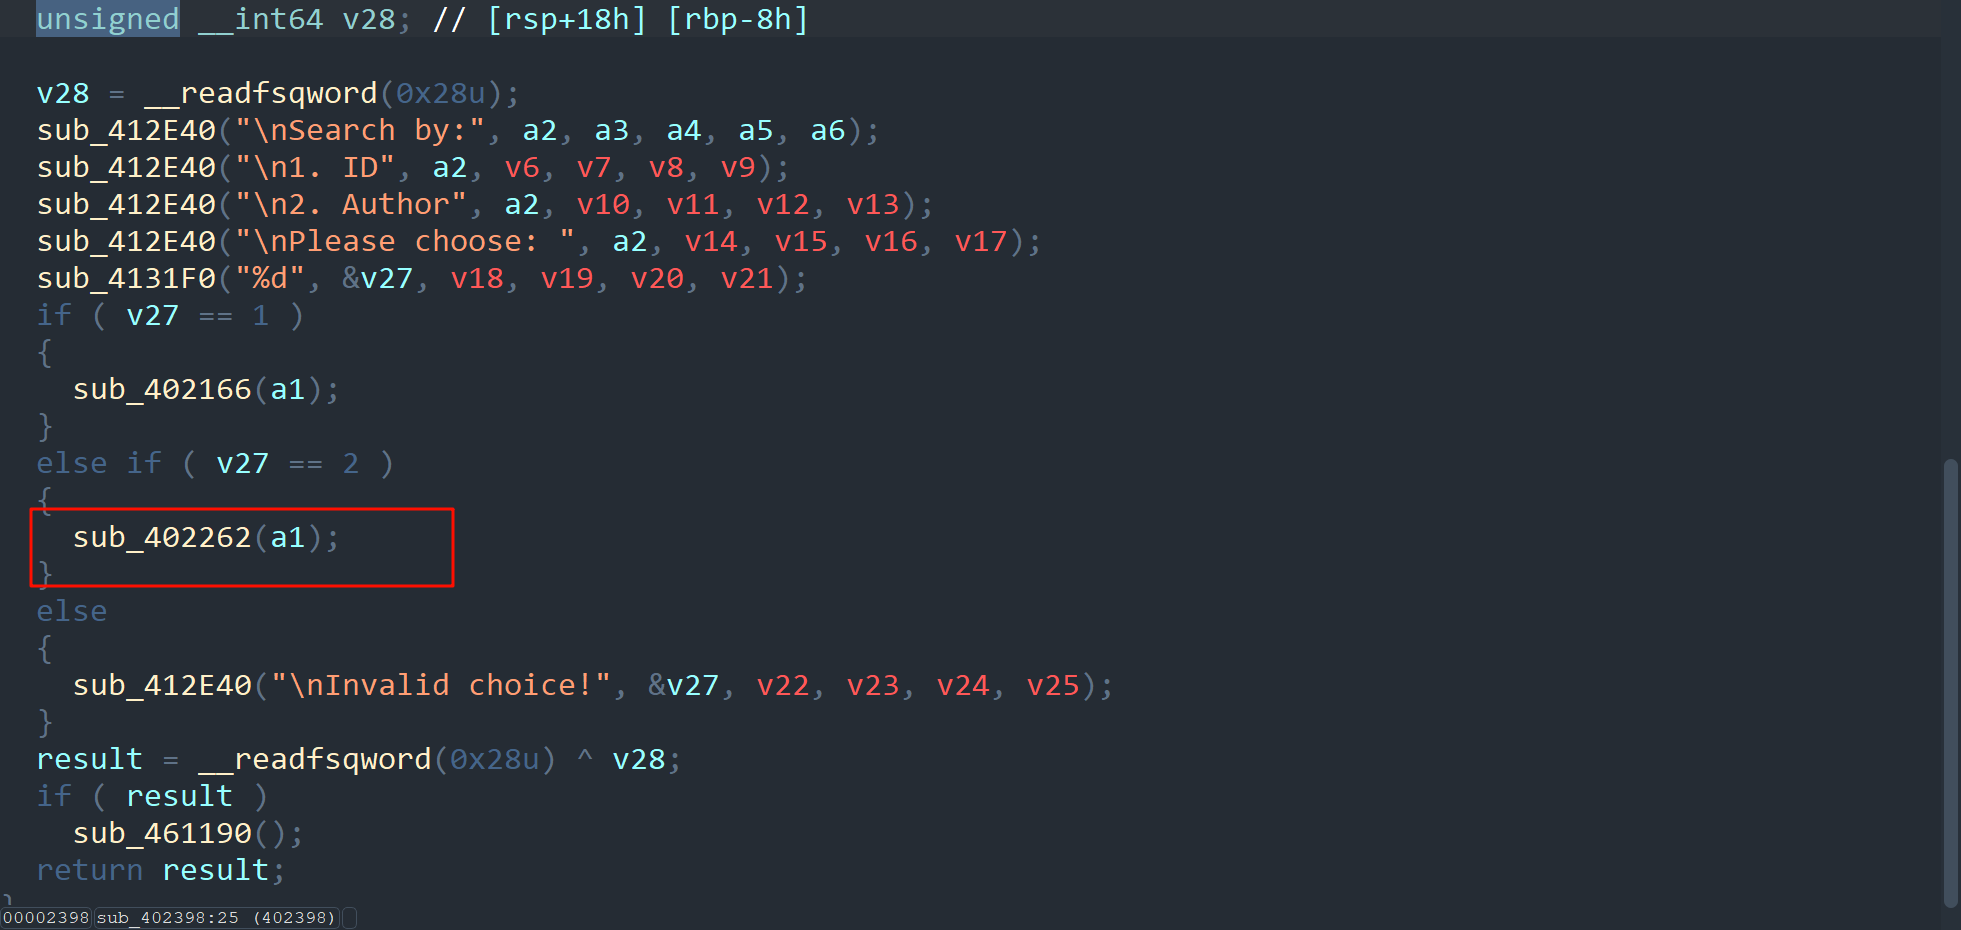 unsigned __int64 v28; // [rsp+18h] [rbp-8h]
v28 = __readfsqword(0x28u);
sub_412E40("\nSearch by:", a2, a3, a4, a5, a6);
sub_412E40("\n1. ID", a2, v6, v7, v8, v9);
sub_412E40("\n2. Author", a2, v10, v11, v12, v13);
sub_412E40("\nPlease choose: ", a2, v14, v15, v16, v17);
sub_4131F0("%d", &v27, v18, v19, v20, v21);
if ( v27 == 1 )
{
sub_402166(a1);
}
else if ( v27 == 2 )
{
sub_402262(a1);
}
else
{
sub_412E40("\nInvalid choice!", &v27, v22, v23, v24, v25);
}
result = __readfsqword(0x28u) ^ v28;
if ( result )
sub_461190();
return result;
}
00002398 sub_402398:25 (402398)